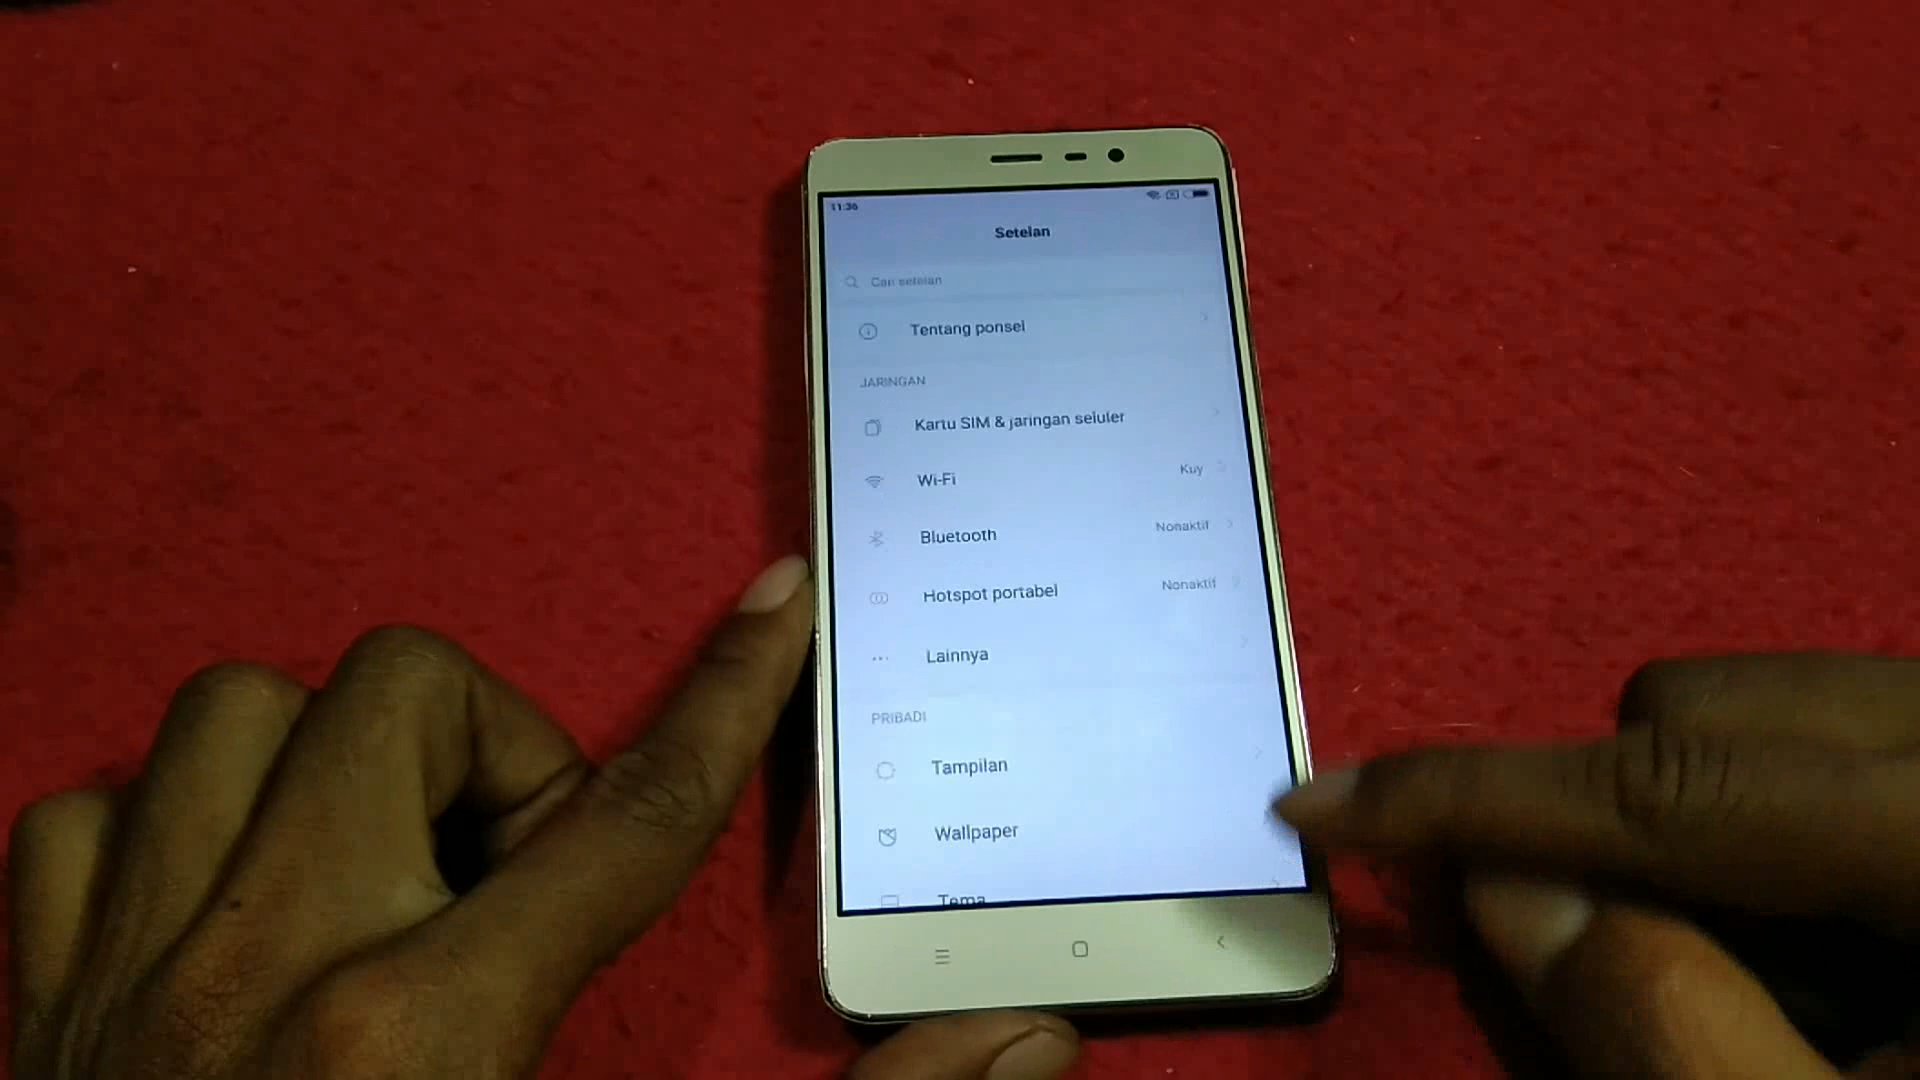 11:36
Setelan
Cari setelan
Tentang ponsel
JARINGAN
Kartu SIM & jaringan seluler
Wi-Fi Kuy
Bluetooth Nonaktif
Hotspot portabel Nonaktif
Lainnya
PRIBADI
Tampilan
Wallpaper
Tema